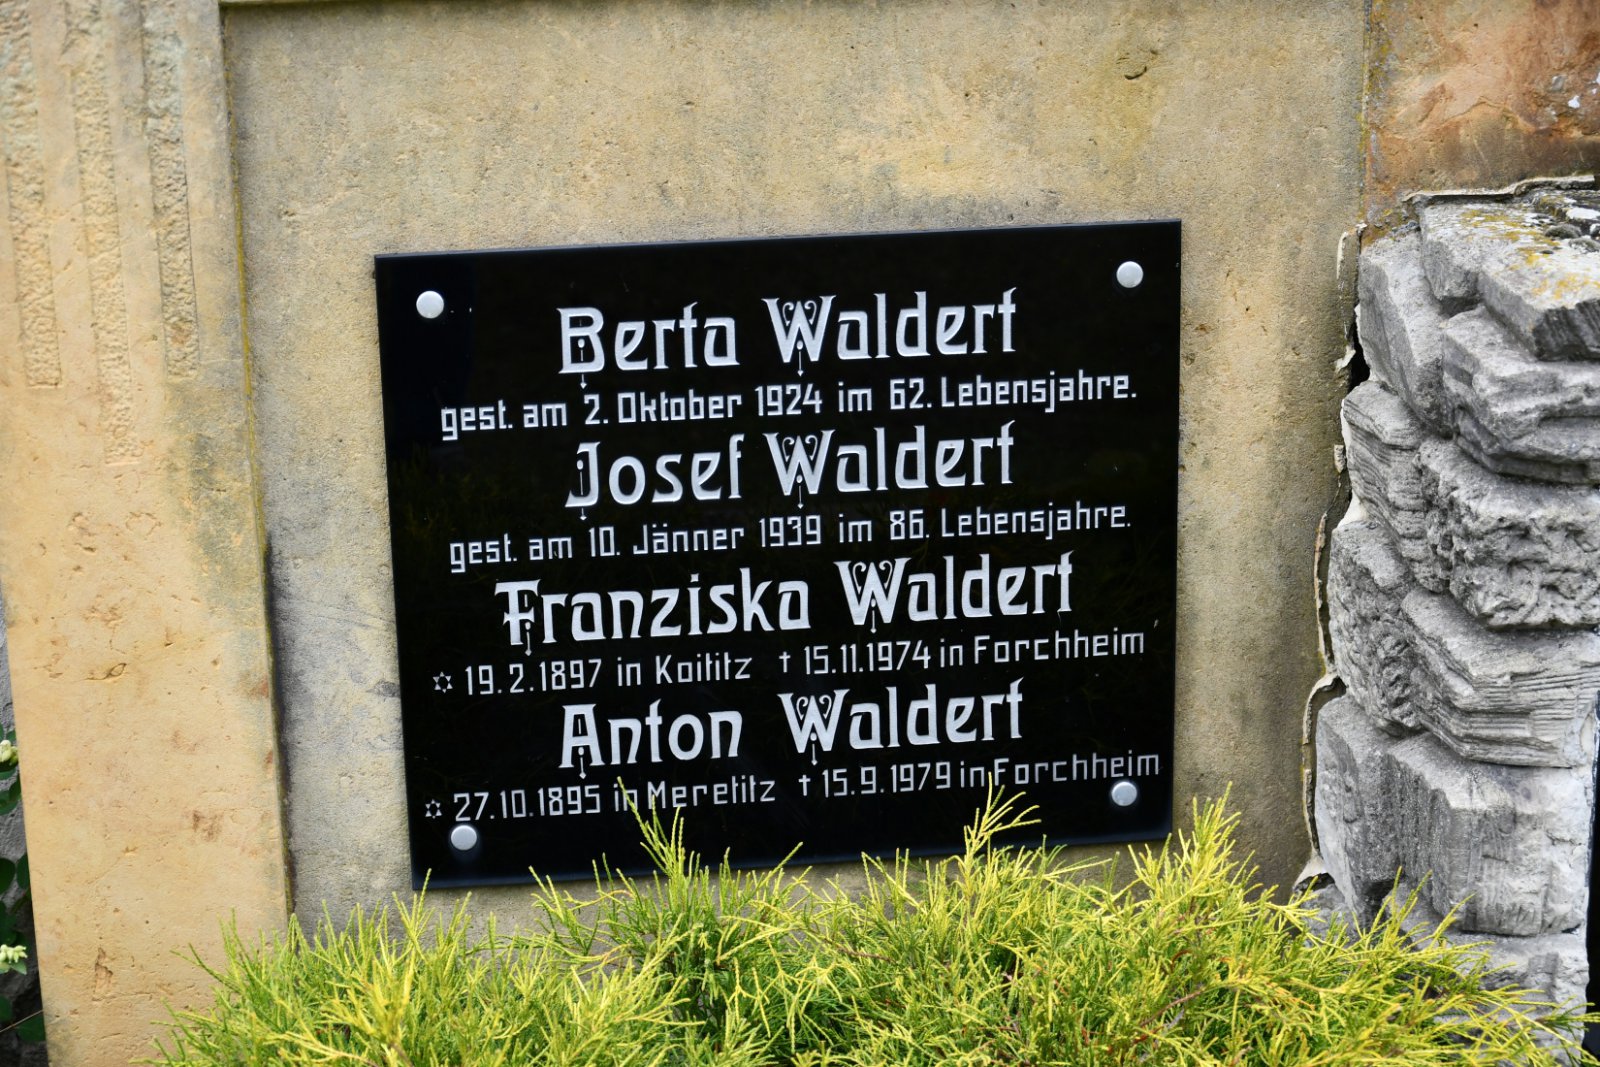 Berta Waldert
gest. am 2. Oktober 1924 im 62. Lebensjahre.
Josef Waldert
gest. am 10. Jänner 1939 im 86. Lebensjahre.
Franziska Waldert
✡ 19.2.1897 in Koititz † 15.11.1974 in Forchheim
Anton Waldert
✡ 27.10.1895 in Meretitz † 15.9.1979 in Forchheim